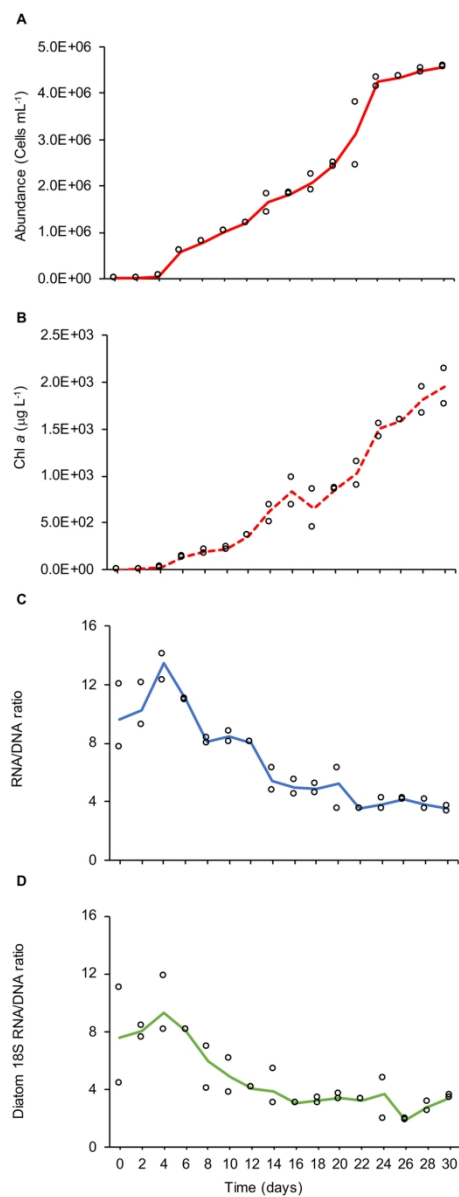 A
Abundance (Cells mL-1)
5.0E+06
4.0E+06
3.0E+06
2.0E+06
1.0E+06
0.0E+00
B
Chl a (µg L-1)
2.5E+03
2.0E+03
1.5E+03
1.0E+03
5.0E+02
0.0E+00
C
RNA/DNA ratio
16
12
8
4
0
D
Diatom 18S RNA/DNA ratio
16
12
8
4
0
0 2 4 6 8 10 12 14 16 18 20 22 24 26 28 30
Time (days)